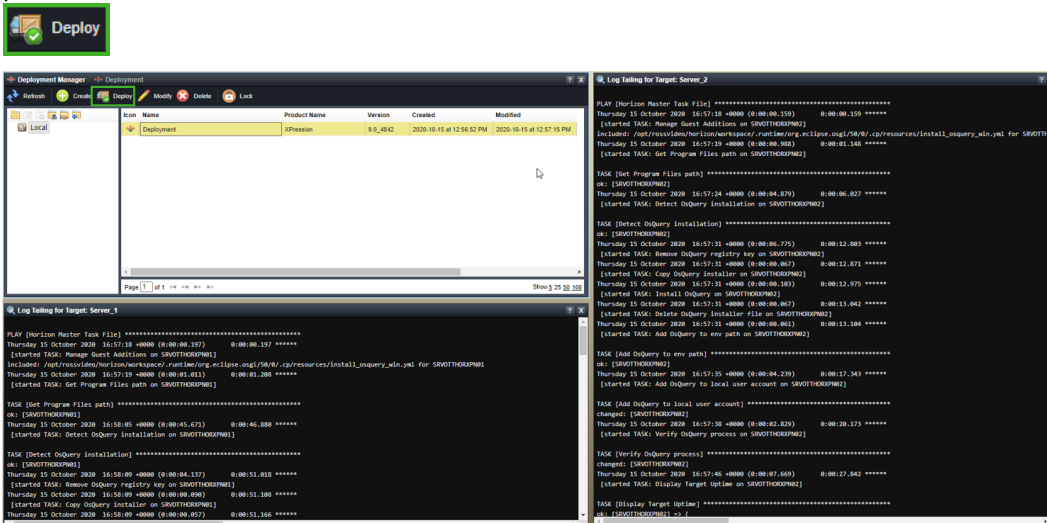 Deploy
Deployment Manager Deployment ? X
Refresh Create Deploy Modify Delete Lock
Local
Icon Name Product Name Version Created Modified
Deployment XPression 9.0_4842 2020-10-15 at 12:56:52 PM 2020-10-15 at 12:57:15 PM
Page 1 of 1 Show 5 25 50 100
Log Tailing for Target: Server_1 ? X
PLAY [Horizon Master Task File] **************************************************
Thursday 15 October 2020 16:57:18 +0000 (0:00:00.197) 0:00:00.197 ******
[started TASK: Manage Guest Additions on SRVOTTHORXPN01]
included: /opt/rossvideo/horizon/workspace/.runtime/org.eclipse.osgi/50/0/.cp/resources/install_osquery_win.yml for SRVOTTHORXPN01
Thursday 15 October 2020 16:57:19 +0000 (0:00:01.011) 0:00:01.208 ******
[started TASK: Get Program Files path on SRVOTTHORXPN01]
TASK [Get Program Files path] **************************************************
ok: [SRVOTTHORXPN01]
Thursday 15 October 2020 16:58:05 +0000 (0:00:45.671) 0:00:46.880 ******
[started TASK: Detect OsQuery installation on SRVOTTHORXPN01]
TASK [Detect OsQuery installation] **********************************************
ok: [SRVOTTHORXPN01]
Thursday 15 October 2020 16:58:09 +0000 (0:00:04.137) 0:00:51.018 ******
[started TASK: Remove OsQuery registry key on SRVOTTHORXPN01]
Thursday 15 October 2020 16:58:09 +0000 (0:00:00.090) 0:00:51.108 ******
[started TASK: Copy OsQuery installer on SRVOTTHORXPN01]
Thursday 15 October 2020 16:58:09 +0000 (0:00:00.057) 0:00:51.166 ******
Log Tailing for Target: Server_2 ?
PLAY [Horizon Master Task File] **************************************************
Thursday 15 October 2020 16:57:18 +0000 (0:00:00.159) 0:00:00.159 ******
[started TASK: Manage Guest Additions on SRVOTTHORXPN02]
included: /opt/rossvideo/horizon/workspace/.runtime/org.eclipse.osgi/50/0/.cp/resources/install_osquery_win.yml for SRVOTTH
Thursday 15 October 2020 16:57:19 +0000 (0:00:00.988) 0:00:01.148 ******
[started TASK: Get Program Files path on SRVOTTHORXPN02]
TASK [Get Program Files path] **************************************************
ok: [SRVOTTHORXPN02]
Thursday 15 October 2020 16:57:24 +0000 (0:00:04.879) 0:00:06.027 ******
[started TASK: Detect OsQuery installation on SRVOTTHORXPN02]
TASK [Detect OsQuery installation] **********************************************
ok: [SRVOTTHORXPN02]
Thursday 15 October 2020 16:57:31 +0000 (0:00:06.775) 0:00:12.803 ******
[started TASK: Remove OsQuery registry key on SRVOTTHORXPN02]
Thursday 15 October 2020 16:57:31 +0000 (0:00:00.067) 0:00:12.871 ******
[started TASK: Copy OsQuery installer on SRVOTTHORXPN02]
Thursday 15 October 2020 16:57:31 +0000 (0:00:00.103) 0:00:12.975 ******
[started TASK: Install OsQuery on SRVOTTHORXPN02]
Thursday 15 October 2020 16:57:31 +0000 (0:00:00.067) 0:00:13.042 ******
[started TASK: Delete OsQuery installer file on SRVOTTHORXPN02]
Thursday 15 October 2020 16:57:31 +0000 (0:00:00.061) 0:00:13.104 ******
[started TASK: Add OsQuery to env path on SRVOTTHORXPN02]
TASK [Add OsQuery to env path] *************************************************
ok: [SRVOTTHORXPN02]
Thursday 15 October 2020 16:57:35 +0000 (0:00:04.239) 0:00:17.343 ******
[started TASK: Add OsQuery to local user account on SRVOTTHORXPN02]
TASK [Add OsQuery to local user account] ***************************************
changed: [SRVOTTHORXPN02]
Thursday 15 October 2020 16:57:38 +0000 (0:00:02.829) 0:00:20.173 ******
[started TASK: Verify OsQuery process on SRVOTTHORXPN02]
TASK [Verify OsQuery process] **************************************************
changed: [SRVOTTHORXPN02]
Thursday 15 October 2020 16:57:46 +0000 (0:00:07.669) 0:00:27.842 ******
[started TASK: Display Target Uptime on SRVOTTHORXPN02]
TASK [Display Target Uptime] ***************************************************
ok: [SRVOTTHORXPN02] => {